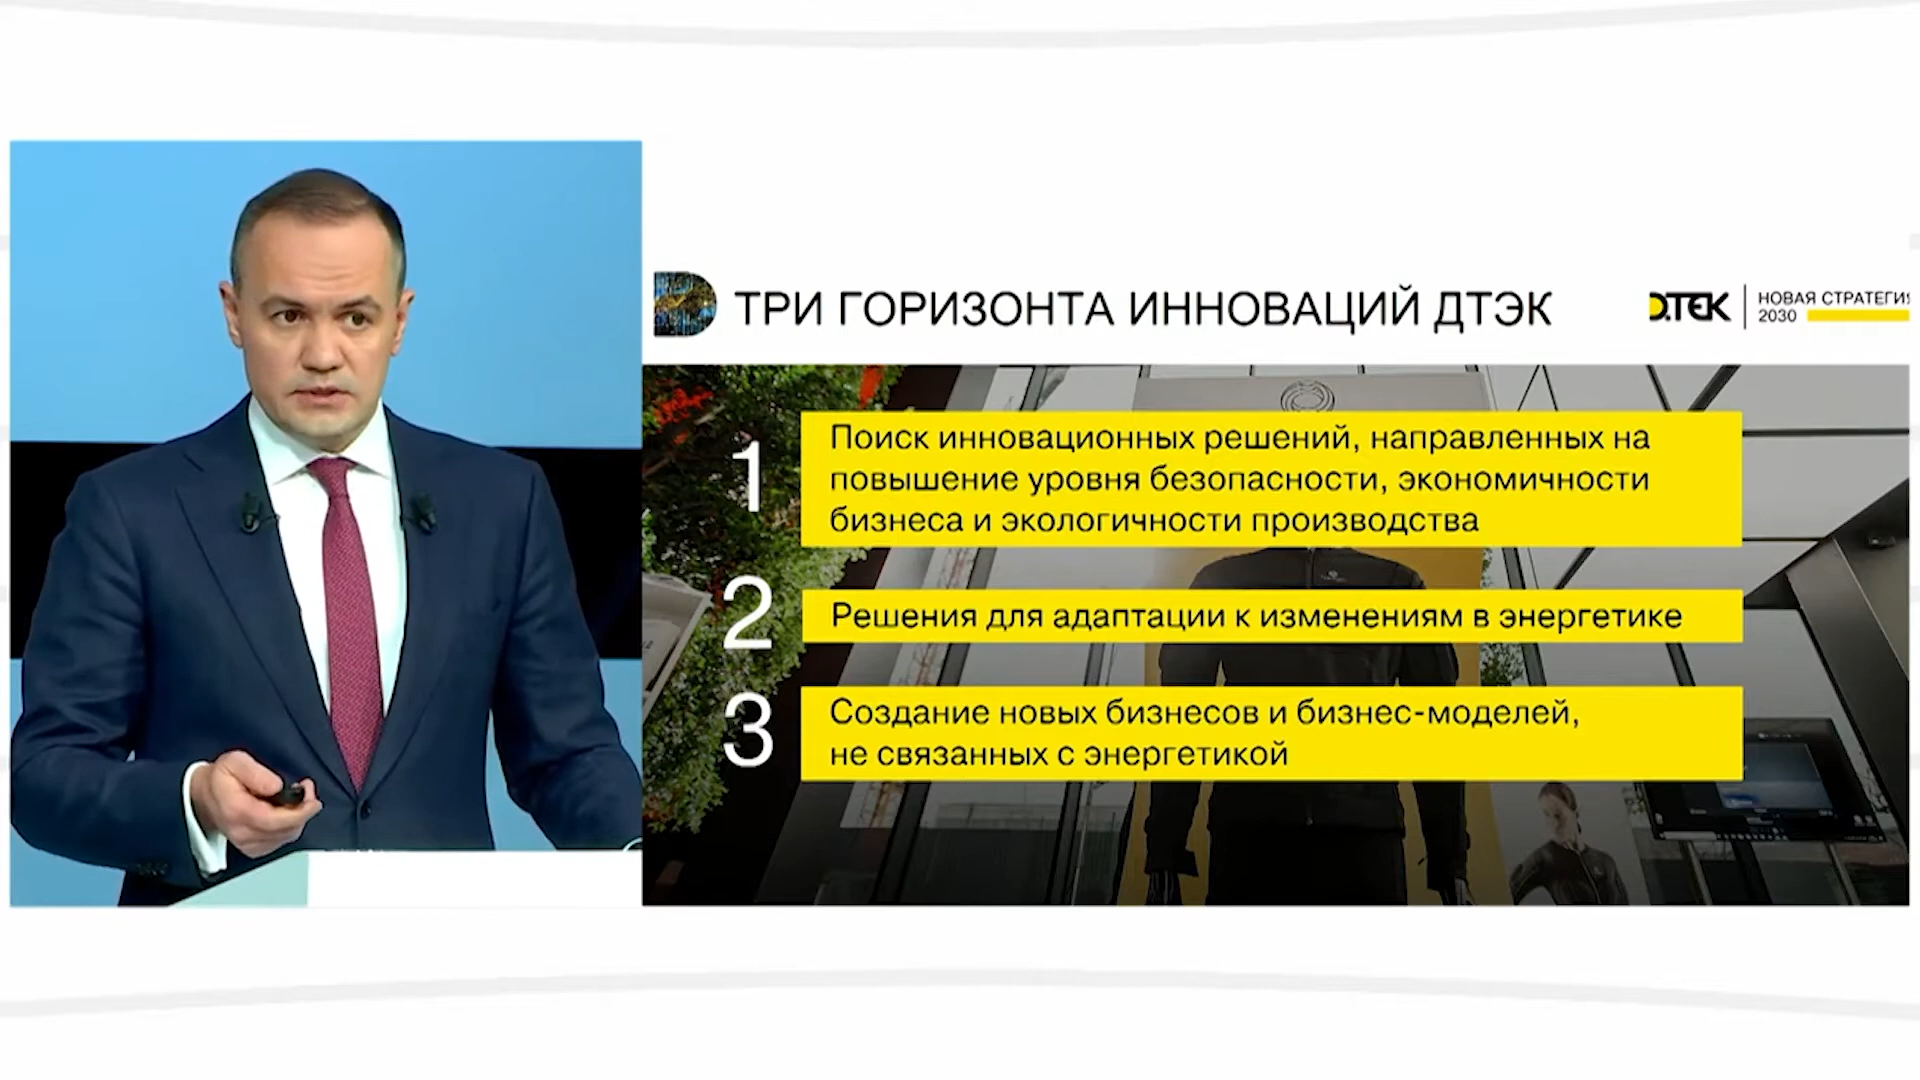 ТРИ ГОРИЗОНТА ИННОВАЦИЙ ДТЭК
D.TEK
НОВАЯ СТРАТЕГИЯ
2030
1
Поиск инновационных решений, направленных на
повышение уровня безопасности, экономичности
бизнеса и экологичности производства
2
Решения для адаптации к изменениям в энергетике
3
Создание новых бизнесов и бизнес-моделей,
не связанных с энергетикой